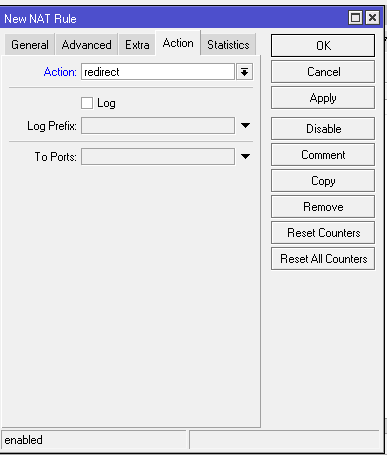 New NAT Rule
General Advanced Extra Action Statistics
Action: redirect
Log
Log Prefix:
To Ports:
OK
Cancel
Apply
Disable
Comment
Copy
Remove
Reset Counters
Reset All Counters
enabled